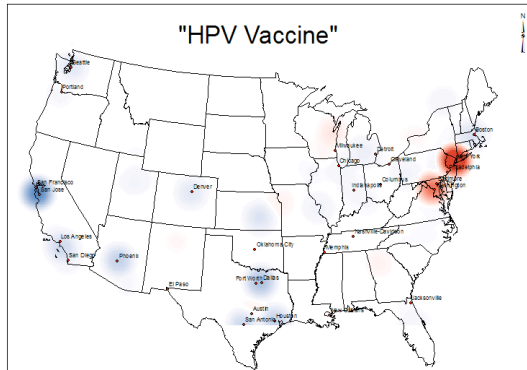 "HPV Vaccine"
N
Seattle
Portland
Boston
Milwaukee
Detroit
Chicago
Cleveland
York
Philadelphia
Columbus
Indianapolis
Denver
San Francisco
San Jose
Nashville-Davidson
Memphis
Los Angeles
San Diego
Phoenix
Oklahoma City
El Paso
Fort Worth
Dallas
Austin
San Antonio
Houston
Jacksonville